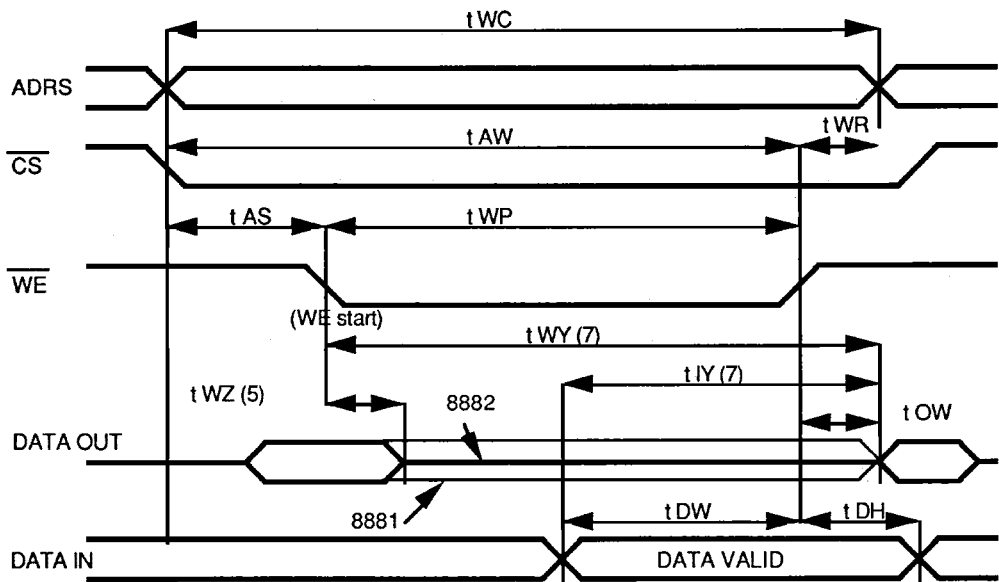 t WC
ADRS
t AW
t WR
CS
t AS
t WP
WE
(WE start)
t WY (7)
t IY (7)
t WZ (5)
8882
t OW
DATA OUT
8881
t DW
t DH
DATA IN
DATA VALID